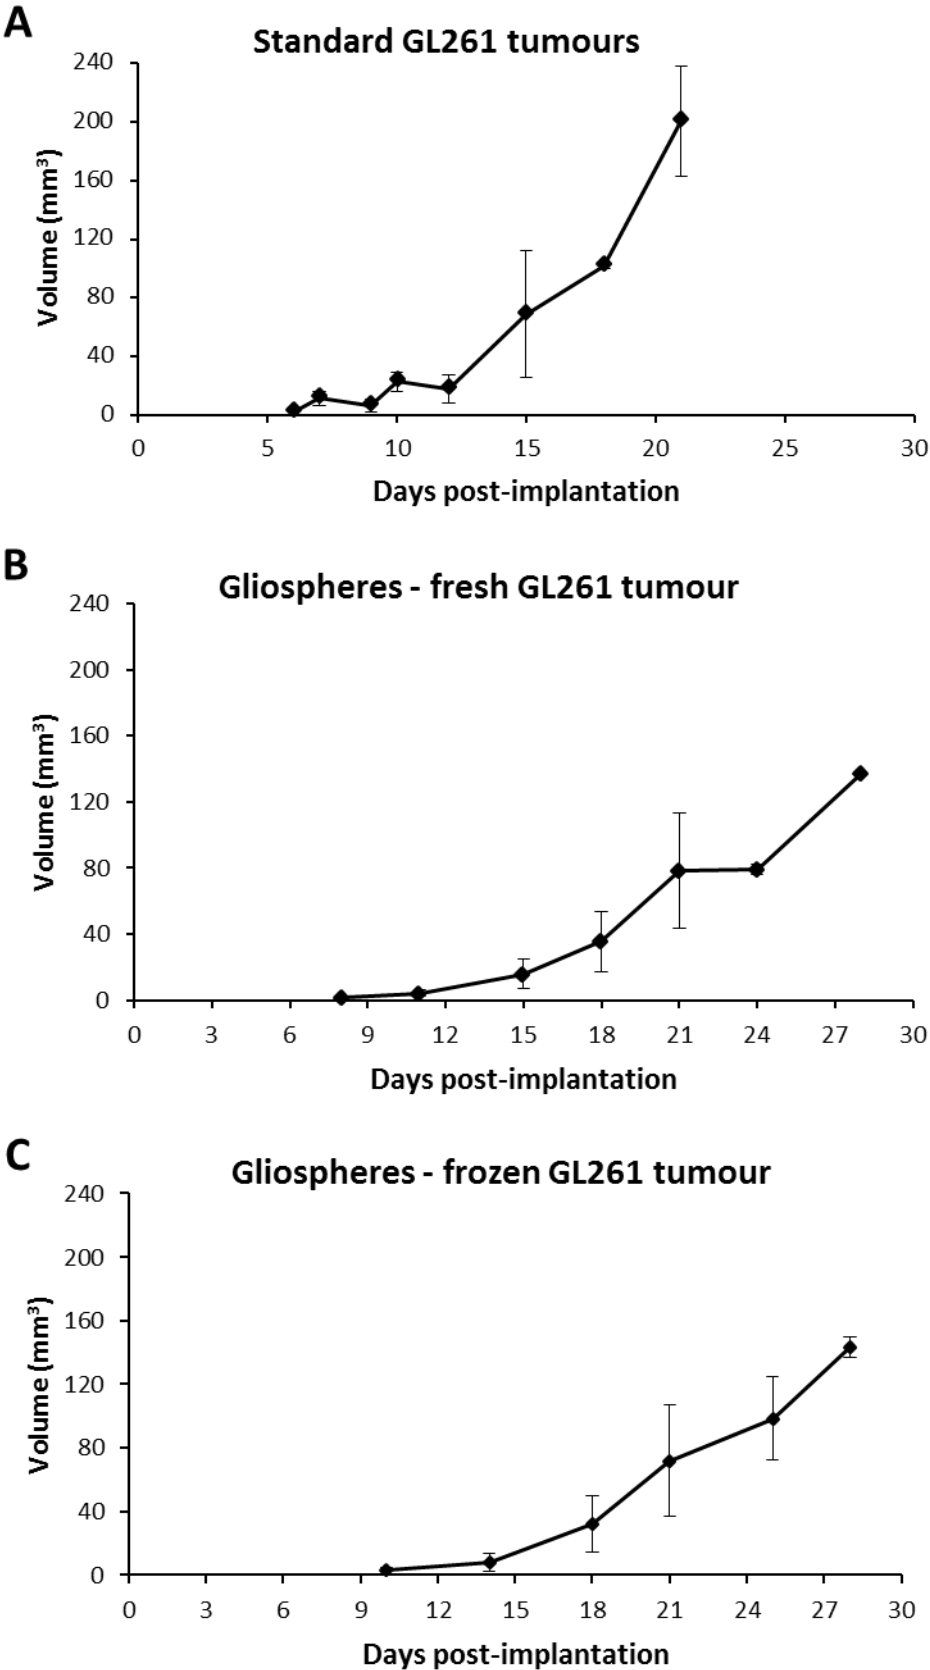 A
Standard GL261 tumours
240
200
160
120
80
40
0
Volume (mm³)
0 5 10 15 20 25 30
Days post-implantation
B
Gliospheres - fresh GL261 tumour
240
200
160
120
80
40
0
Volume (mm³)
0 3 6 9 12 15 18 21 24 27 30
Days post-implantation
C
Gliospheres - frozen GL261 tumour
240
200
160
120
80
40
0
Volume (mm³)
0 3 6 9 12 15 18 21 24 27 30
Days post-implantation